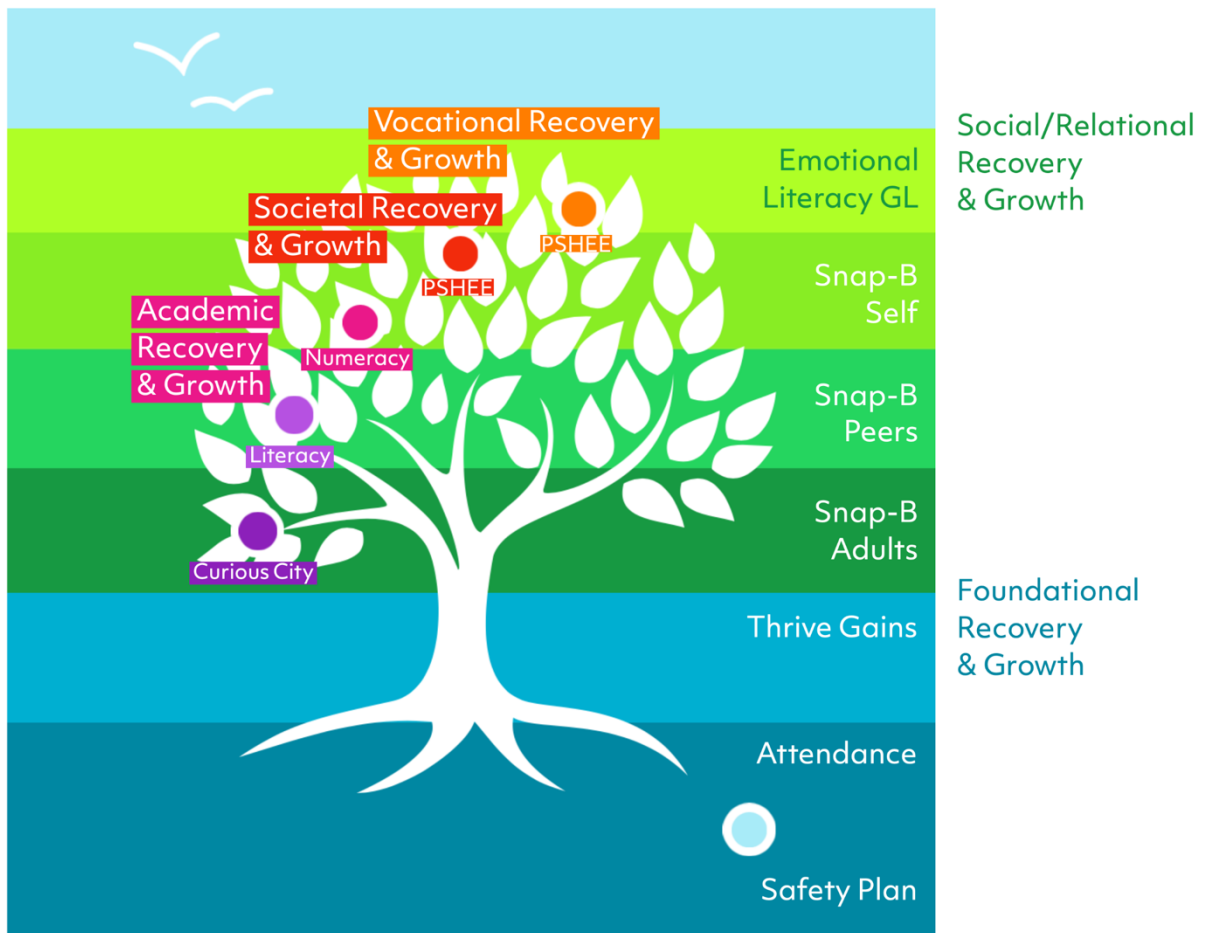 Vocational Recovery
& Growth
Societal Recovery
& Growth
PSHEE
PSHEE
Academic
Recovery
& Growth
Numeracy
Literacy
Curious City
Emotional
Literacy GL
Snap-B
Self
Snap-B
Peers
Snap-B
Adults
Thrive Gains
Attendance
Safety Plan
Social/Relational
Recovery
& Growth
Foundational
Recovery
& Growth